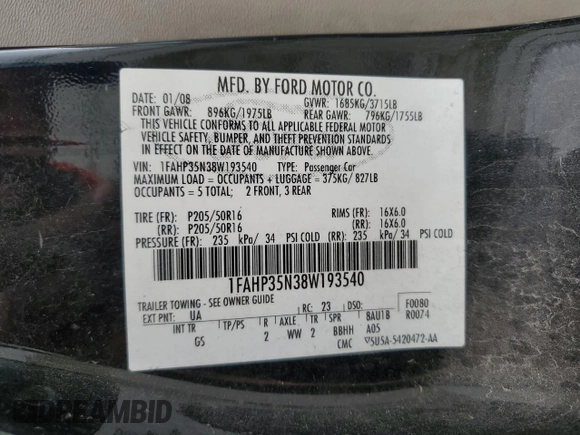 MFD. BY FORD MOTOR CO.
DATE: 01/08 GVWR: 1685KG/3715LB
FRONT GAWR: 896KG/1975LB REAR GAWR: 796KG/1755LB
THIS VEHICLE CONFORMS TO ALL APPLICABLE FEDERAL MOTOR
VEHICLE SAFETY, BUMPER, AND THEFT PREVENTION STANDARDS
IN EFFECT ON THE DATE OF MANUFACTURE SHOWN ABOVE.
VIN: 1FAHP35N38W193540 TYPE: Passenger Car
MAXIMUM LOAD = OCCUPANTS + LUGGAGE = 375KG/ 827LB
OCCUPANTS = 5 TOTAL: 2 FRONT, 3 REAR
TIRE (FR): P205/50R16 RIMS (FR): 16X6.0
(RR): P205/50R16 (RR): 16X6.0
PRESSURE (FR): 235 kPa/ 34 PSI COLD (RR): 235 kPa/ 34 PSI COLD
1FAHP35N38W193540
TRAILER TOWING - SEE OWNER GUIDE
EXT PNT: UA RC: 23 DSO: F0080
INT TR TP/PS R AXLE TR SPR 8AU1B R0074
GS 2 WW 2 BBHH A05
CMC 5U5A-5420472-AA
DREAMBID